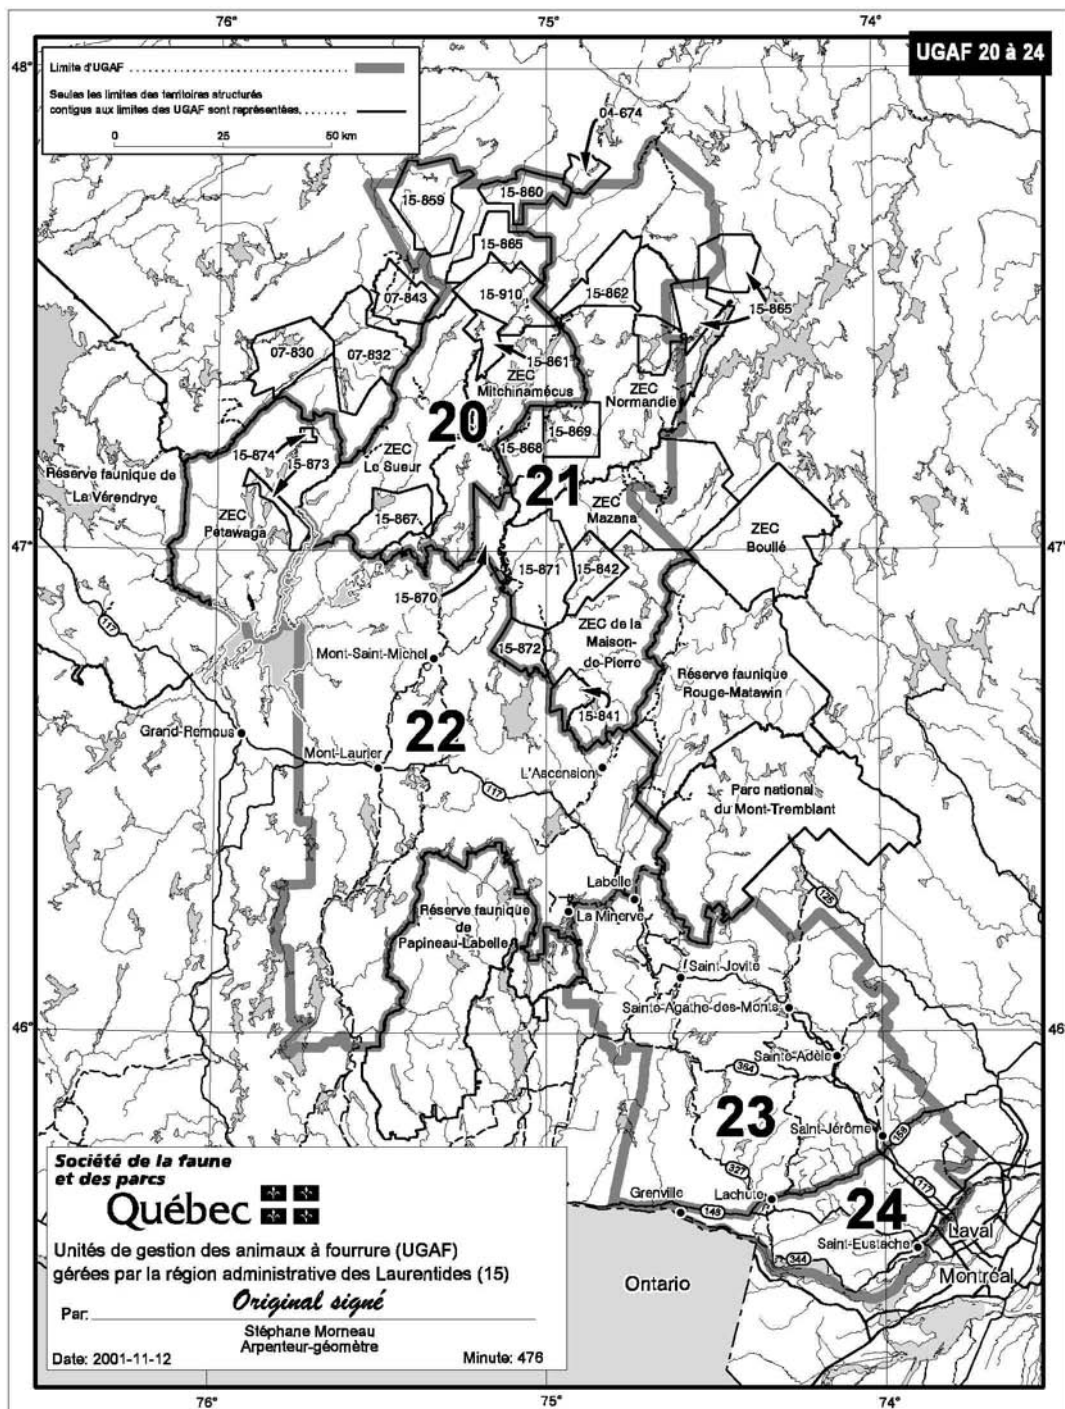 76°
75°
74°
UGAF 20 à 24
48°
Limite d'UGAF
Seules les limites des territoires structurés
contigus aux limites des UGAF sont représentées
0 25 50 km
04-674
15-859
15-860
15-865
07-843
15-910
15-862
15-865
07-830
07-832
15-861
ZEC
Mitchinamécus
ZEC
Normandie
20
15-868
15-869
15-874
15-873
ZEC
Le Sueur
Réserve faunique de
La Vérendrye
21
ZEC
Petawaga
15-867
ZEC
Mazana
ZEC
Boullé
47°
47°
15-871
15-842
15-870
117
15-872
ZEC de la
Maison-
de-Pierre
Mont-Saint-Michel
Réserve faunique
Rouge-Matawin
15-841
22
Grand-Remous
Mont-Laurier
L'Ascension
117
Parc national
du Mont-Tremblant
Labelle
125
La Minerve
Réserve faunique
de
Papineau-Labelle
Saint-Jovite
Sainte-Agathe-des-Monts
46°
46°
Sainte-Adèle
364
23
Saint-Jérôme
158
327
117
Grenville
148
Lachute
24
Laval
Saint-Eustache
344
Montréal
Ontario
Société de la faune
et des parcs
Québec
Unités de gestion des animaux à fourrure (UGAF)
gérées par la région administrative des Laurentides (15)
Original signé
Par:
Stéphane Morneau
Arpenteur-géomètre
Date: 2001-11-12
Minute: 476
76°
75°
74°